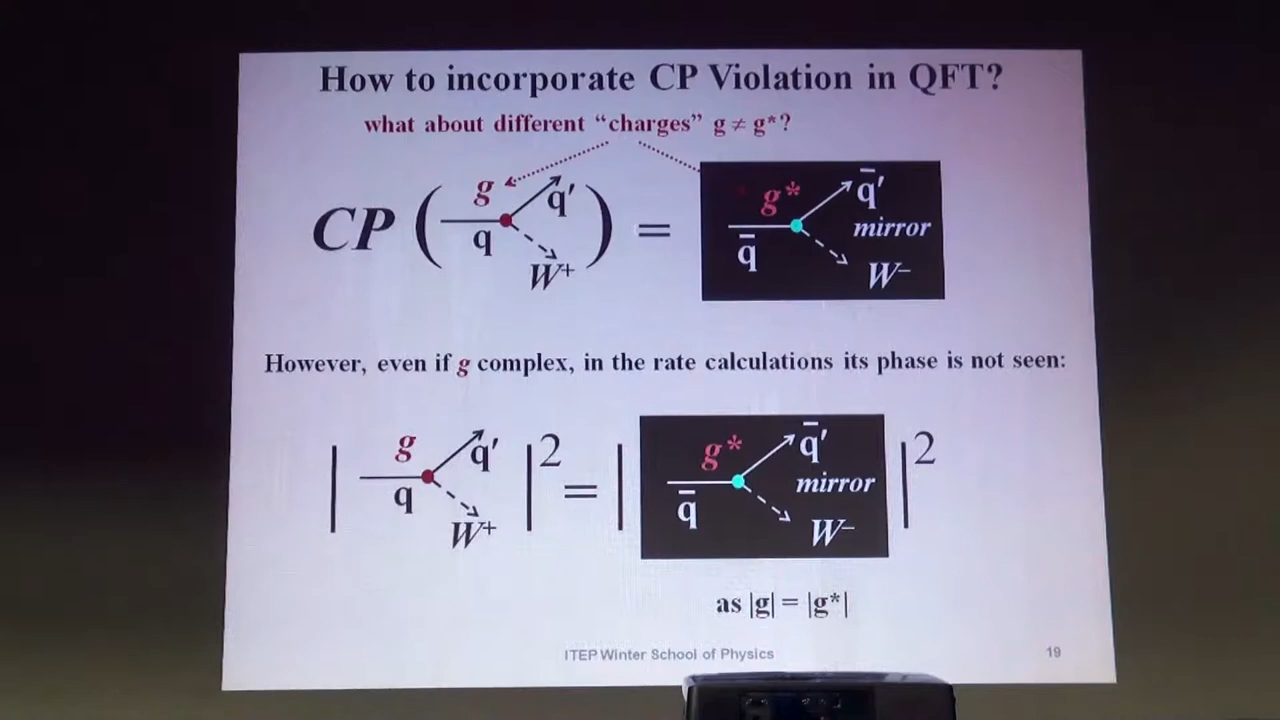 How to incorporate CP Violation in QFT?
what about different “charges” g ≠ g*?
CP ( g q q′ W⁺ ) = g* q̄ q̄′ mirror W⁻
However, even if g complex, in the rate calculations its phase is not seen:
| g q q′ W⁺ |² = | g* q̄ q̄′ mirror W⁻ |²
as |g| = |g*|
ITEP Winter School of Physics 19